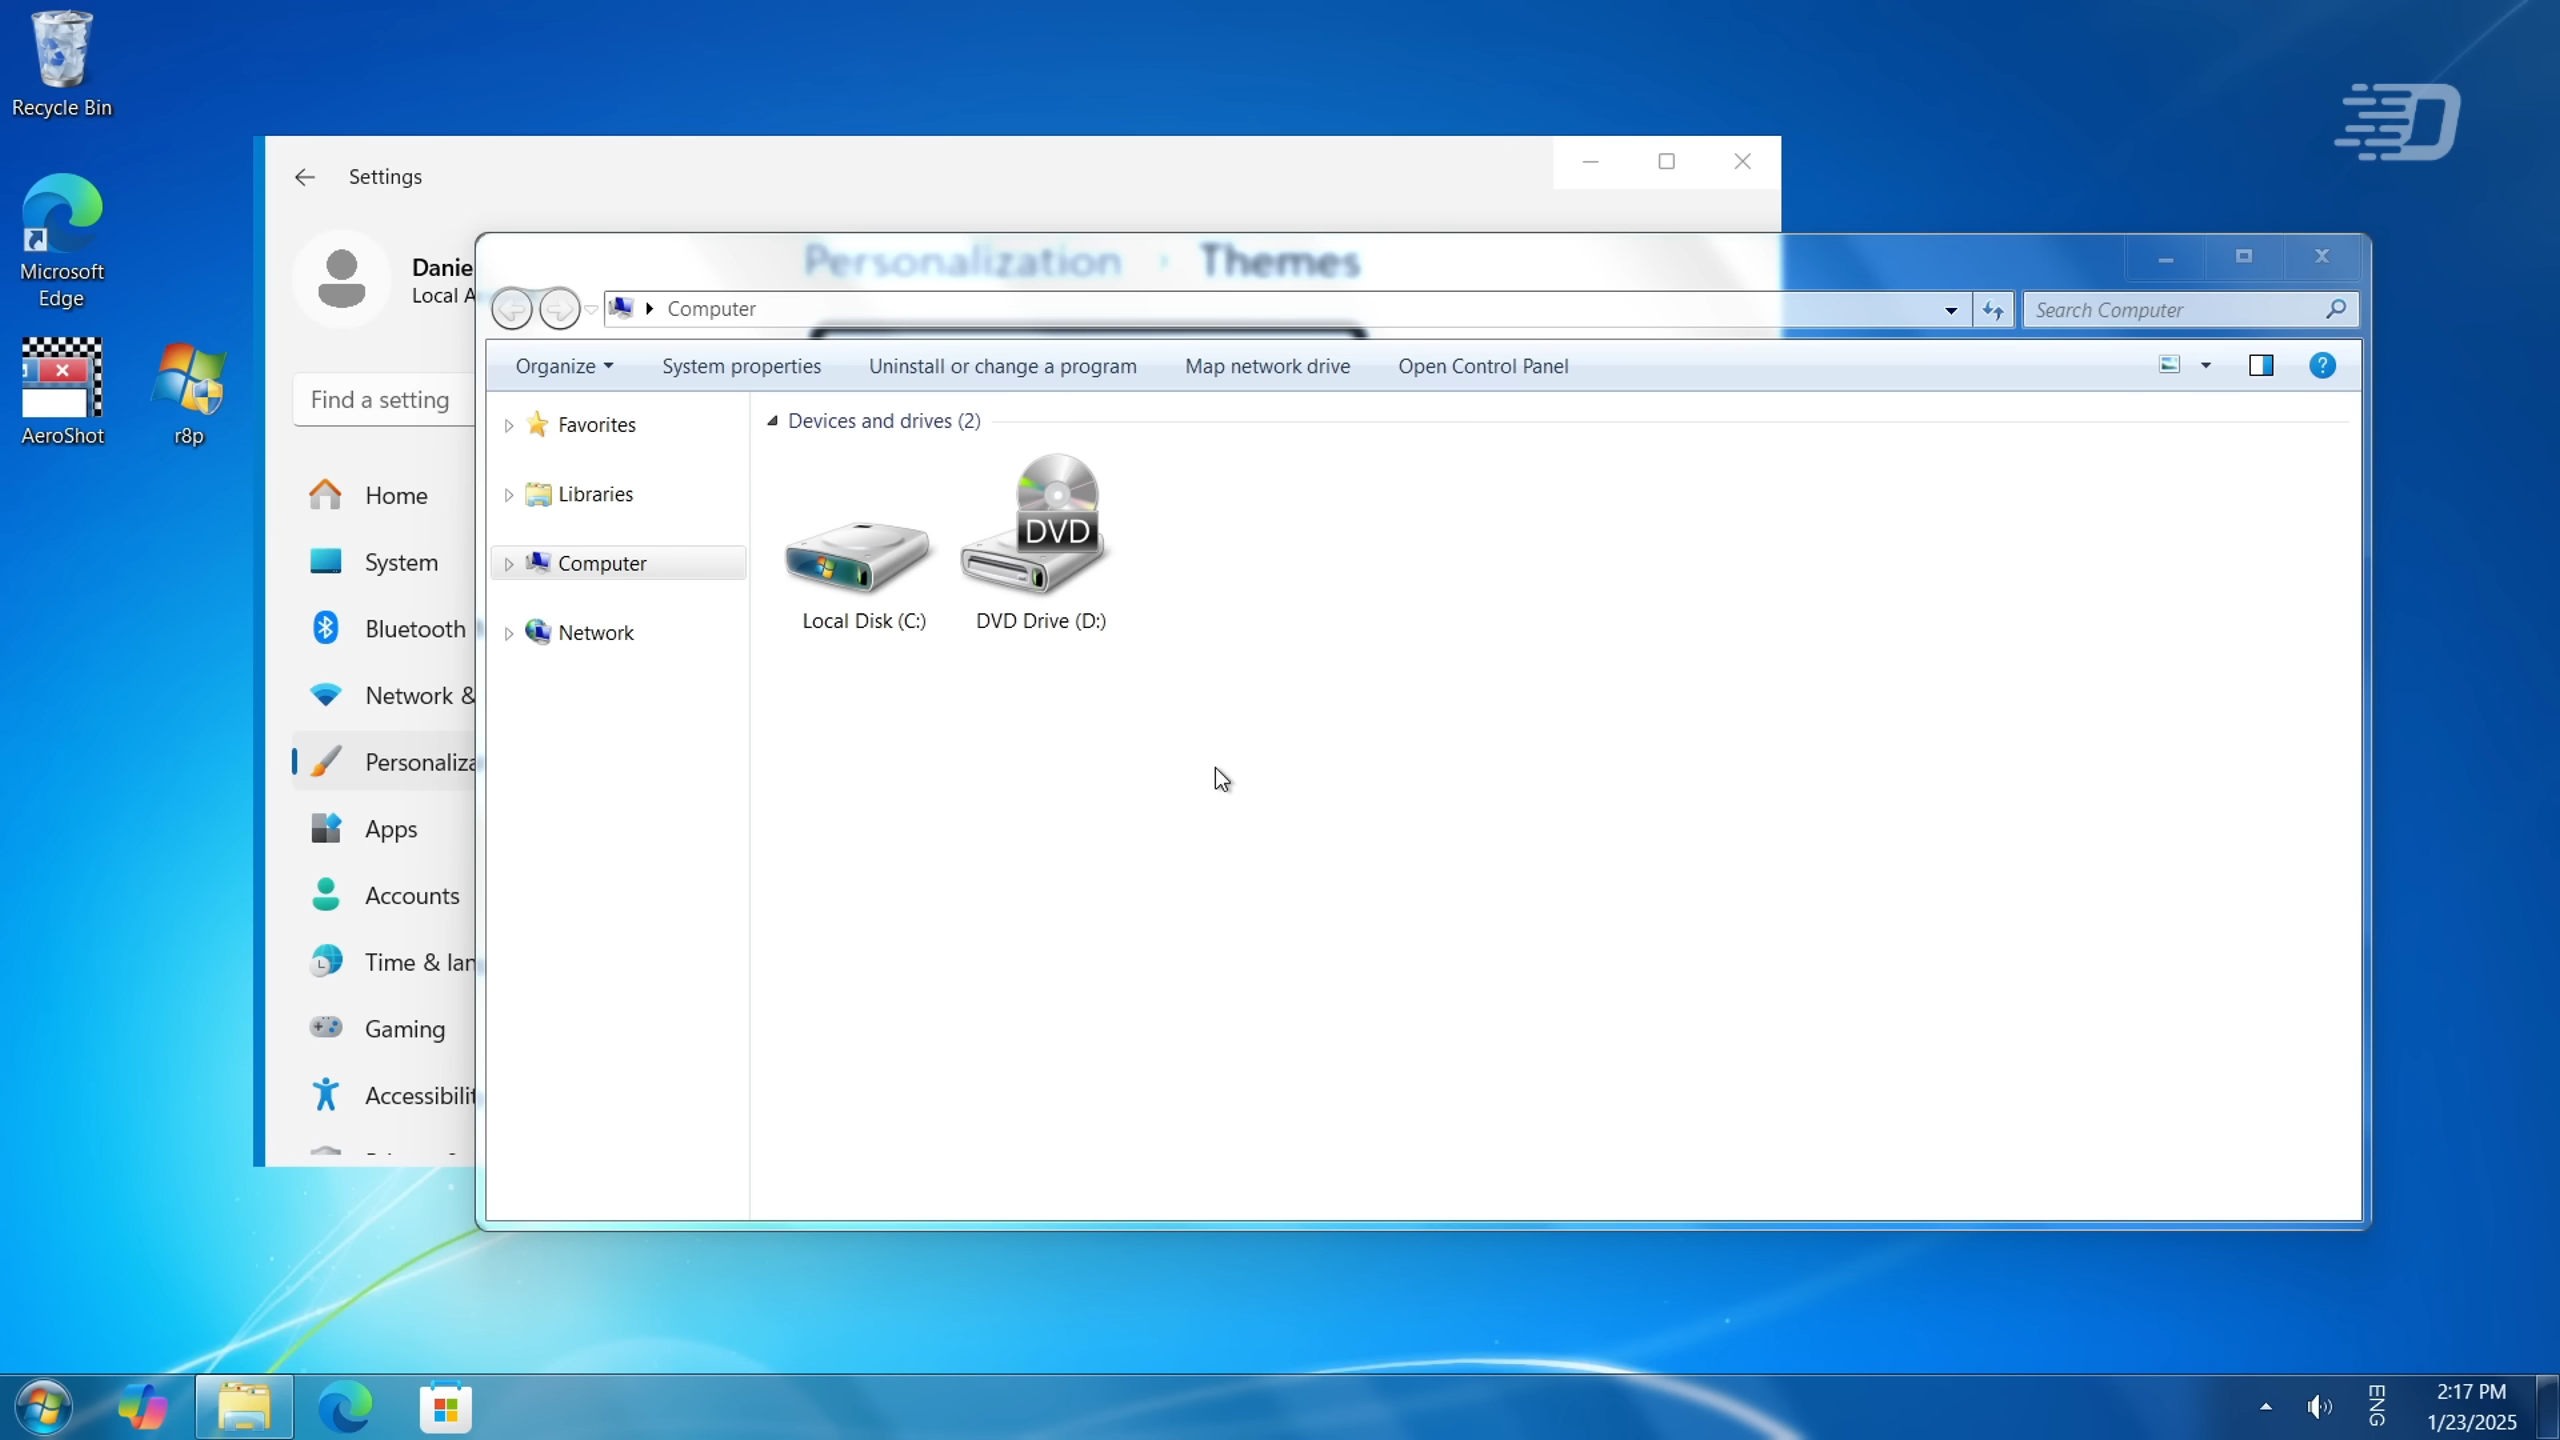 Recycle Bin
Microsoft
Edge
AeroShot
r8p
Settings
Danie
Local A
Find a setting
Home
System
Bluetooth
Network &
Personaliza
Apps
Accounts
Time & lan
Gaming
Accessibilit
Personalization › Themes
Computer
Search Computer
Organize
System properties
Uninstall or change a program
Map network drive
Open Control Panel
Favorites
Libraries
Computer
Network
Devices and drives (2)
DVD
Local Disk (C:)
DVD Drive (D:)
ENG
2:17 PM
1/23/2025